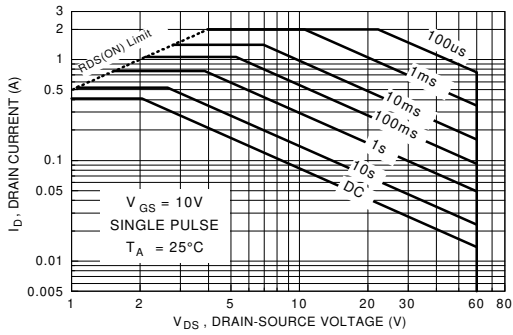 3
2
1
0.5
0.1
0.05
0.01
0.005
I D, DRAIN CURRENT (A)
RDS(ON) Limit
100us
1ms
10ms
100ms
1s
10s
DC
V GS = 10V
SINGLE PULSE
T A = 25°C
1 2 5 10 20 30 60 80
V DS , DRAIN-SOURCE VOLTAGE (V)